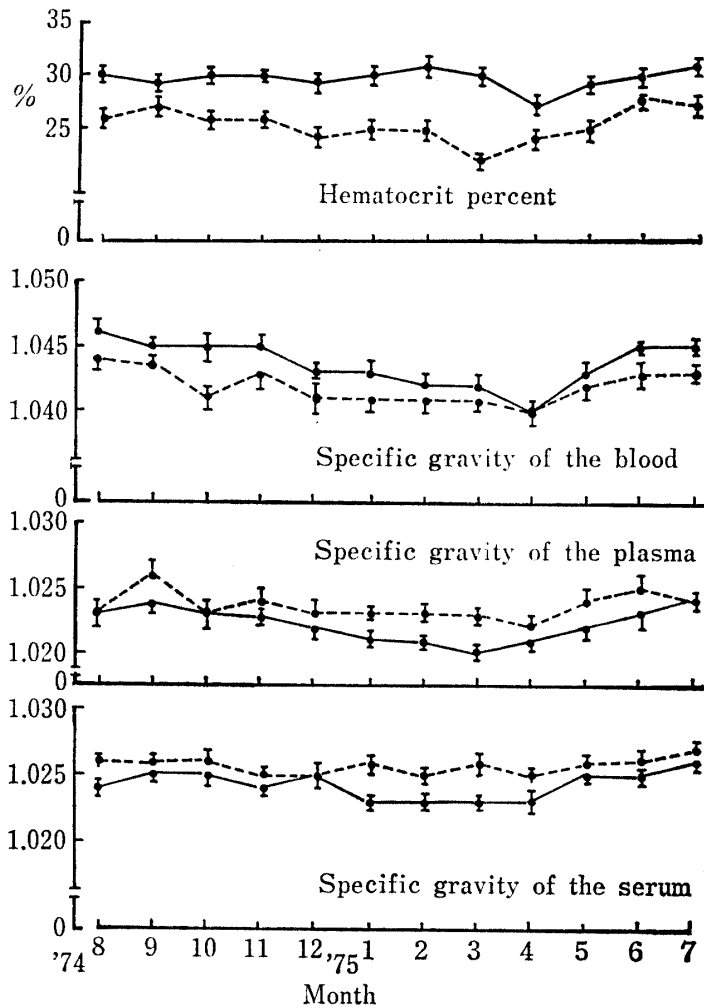 35
30
%
25
Hematocrit percent
0
1.050
1.045
1.040
Specific gravity of the blood
0
1.030
Specific gravity of the plasma
1.025
1.020
0
1.030
1.025
1.020
Specific gravity of the serum
0
'74 8 9 10 11 12 '75 1 2 3 4 5 6 7
Month